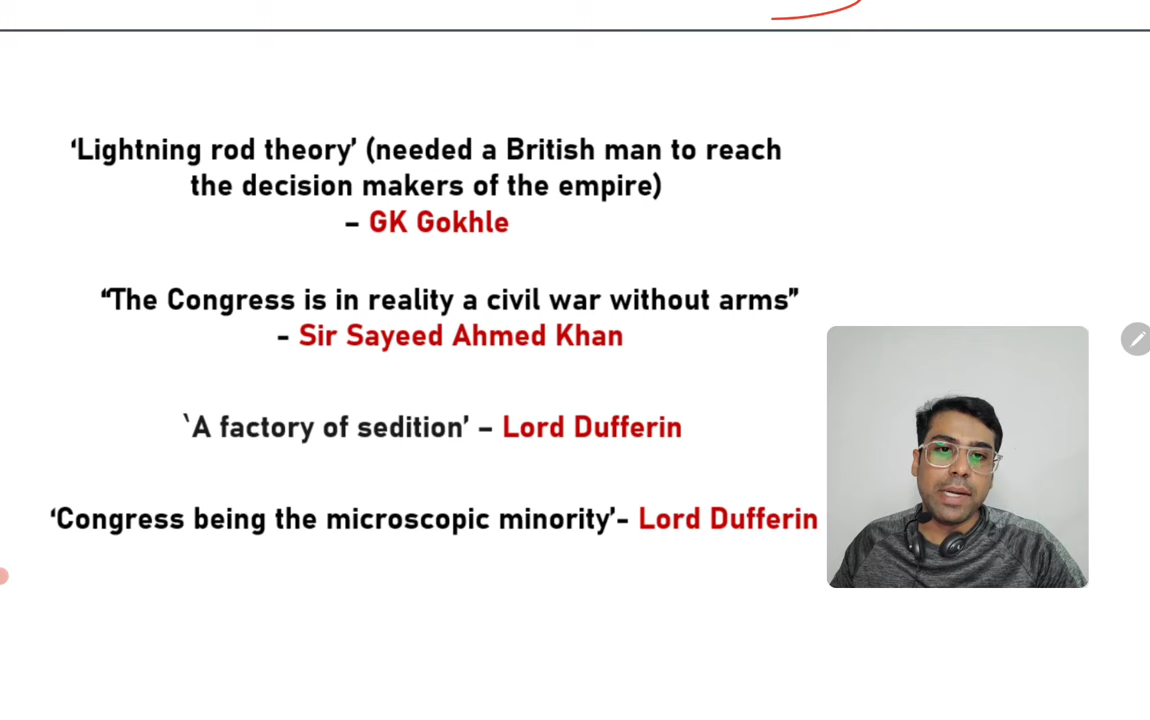 ‘Lightning rod theory’ (needed a British man to reach
the decision makers of the empire)
– GK Gokhle
“The Congress is in reality a civil war without arms”
- Sir Sayeed Ahmed Khan
‵A factory of sedition’ – Lord Dufferin
‘Congress being the microscopic minority’- Lord Dufferin